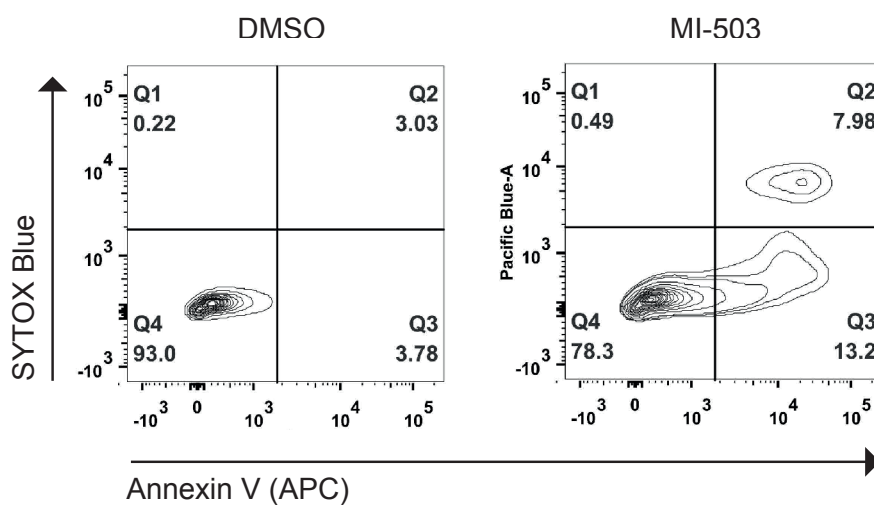 DMSO
MI-503
SYTOX Blue
10^5
10^4
10^3
0
-10^3
Q1
0.22
Q2
3.03
Q4
93.0
Q3
3.78
-10^3
0
10^3
10^4
10^5
Pacific Blue-A
10^5
10^4
10^3
-10^3
Q1
0.49
Q2
7.98
Q4
78.3
Q3
13.2
-10^3
0
10^3
10^4
10^5
Annexin V (APC)